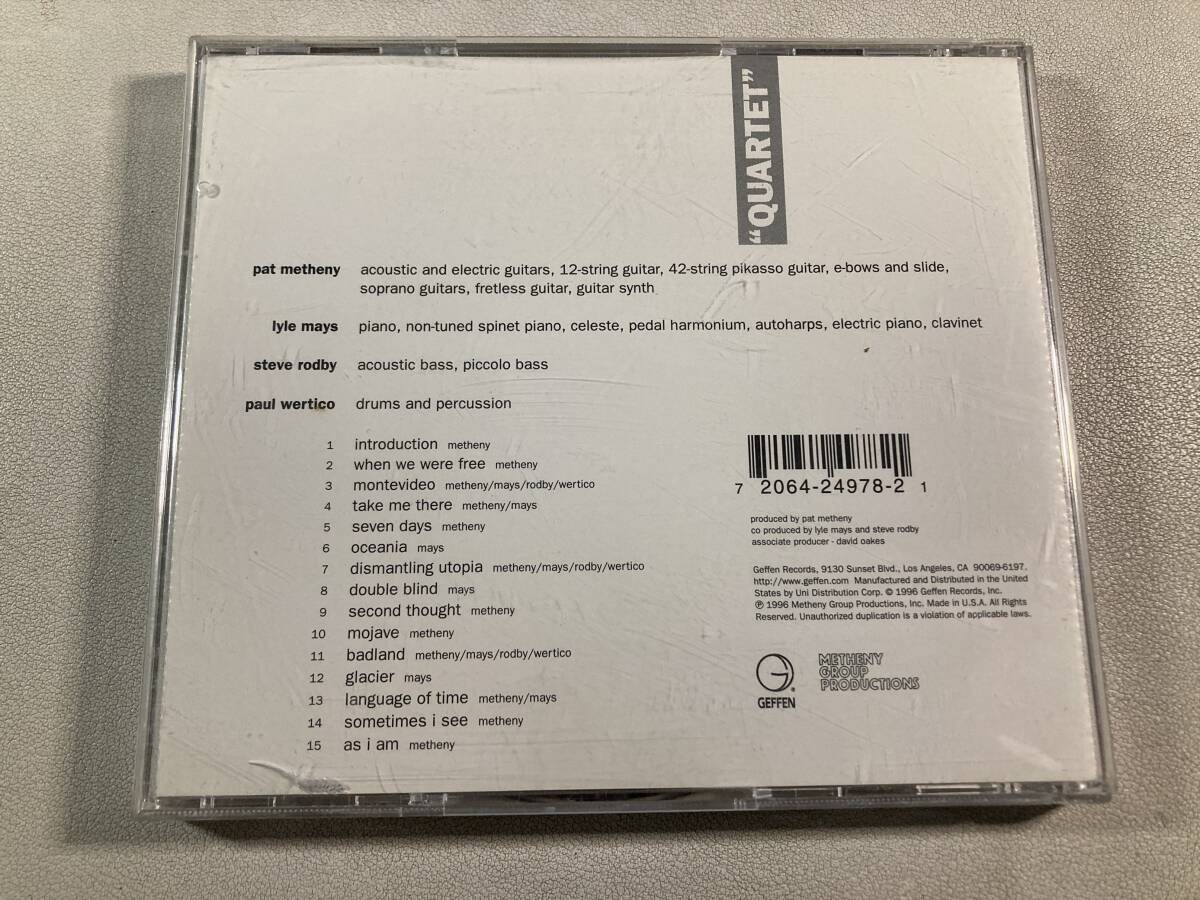 "QUARTET"
pat metheny acoustic and electric guitars, 12-string guitar, 42-string pikasso guitar, e-bows and slide,
soprano guitars, fretless guitar, guitar synth
lyle mays piano, non-tuned spinet piano, celeste, pedal harmonium, autoharps, electric piano, clavinet
steve rodby acoustic bass, piccolo bass
paul wertico drums and percussion
1 introduction metheny
2 when we were free metheny
3 montevideo metheny/mays/rodby/wertico
4 take me there metheny/mays
5 seven days metheny
6 oceania mays
7 dismantling utopia metheny/mays/rodby/wertico
8 double blind mays
9 second thought metheny
10 mojave metheny
11 badland metheny/mays/rodby/wertico
12 glacier mays
13 language of time metheny/mays
14 sometimes i see metheny
15 as i am metheny
7 2064-24978-2 1
produced by pat metheny
co produced by lyle mays and steve rodby
associate producer - david oakes
Geffen Records, 9130 Sunset Blvd., Los Angeles, CA 90069-6197.
http://www.geffen.com Manufactured and Distributed in the United
States by Uni Distribution Corp. © 1996 Geffen Records, Inc.
℗ 1996 Metheny Group Productions, Inc. Made in U.S.A. All Rights
Reserved. Unauthorized duplication is a violation of applicable laws.
GEFFEN
METHENY
GROUP
PRODUCTIONS